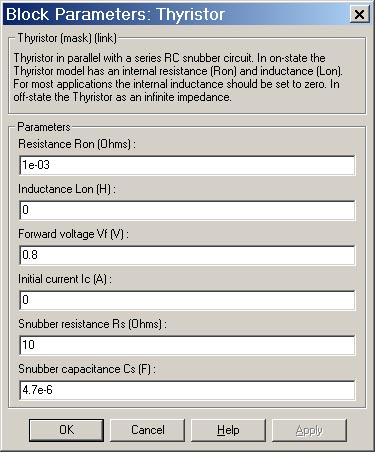 Block Parameters: Thyristor
Thyristor (mask) (link)
Thyristor in parallel with a series RC snubber circuit. In on-state the
Thyristor model has an internal resistance (Ron) and inductance (Lon).
For most applications the internal inductance should be set to zero. In
off-state the Thyristor as an infinite impedance.
Parameters
Resistance Ron (Ohms) :
1e-03
Inductance Lon (H) :
0
Forward voltage Vf (V) :
0.8
Initial current Ic (A) :
0
Snubber resistance Rs (Ohms) :
10
Snubber capacitance Cs (F) :
4.7e-6
OK Cancel Help Apply